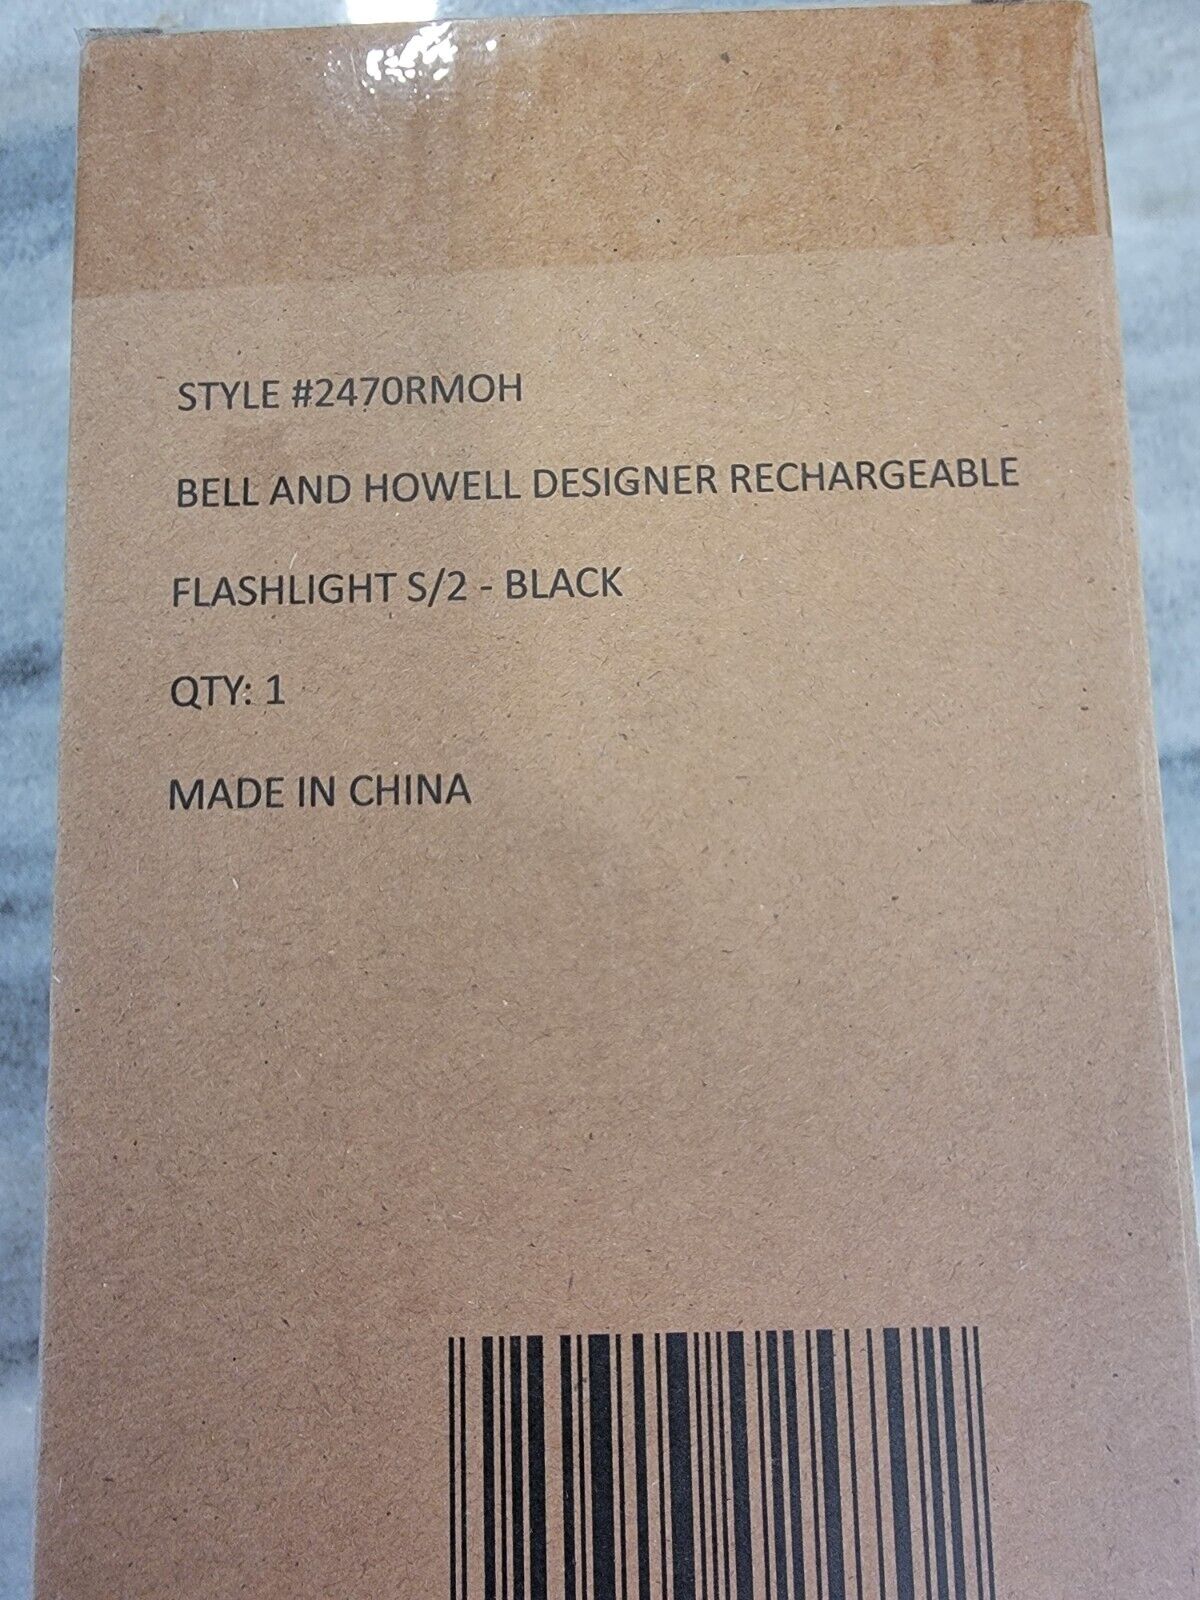 STYLE #2470RMOH
BELL AND HOWELL DESIGNER RECHARGEABLE
FLASHLIGHT S/2 - BLACK
QTY: 1
MADE IN CHINA